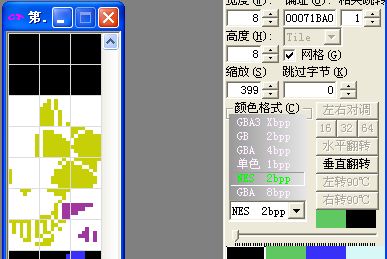 第.
宽度(W):
8
00071BA0
1
高度(H):
8
Tile
网格(G)
缩放(S)
跳过字节(K)
399
0
颜色格式(C)
GBA3 Xbpp
GB 2bpp
GBA 4bpp
单色 1bpp
NES 2bpp
GBA 8bpp
NES 2bpp
左右对调
16 32 64
水平翻转
垂直翻转
左转90℃
右转90℃